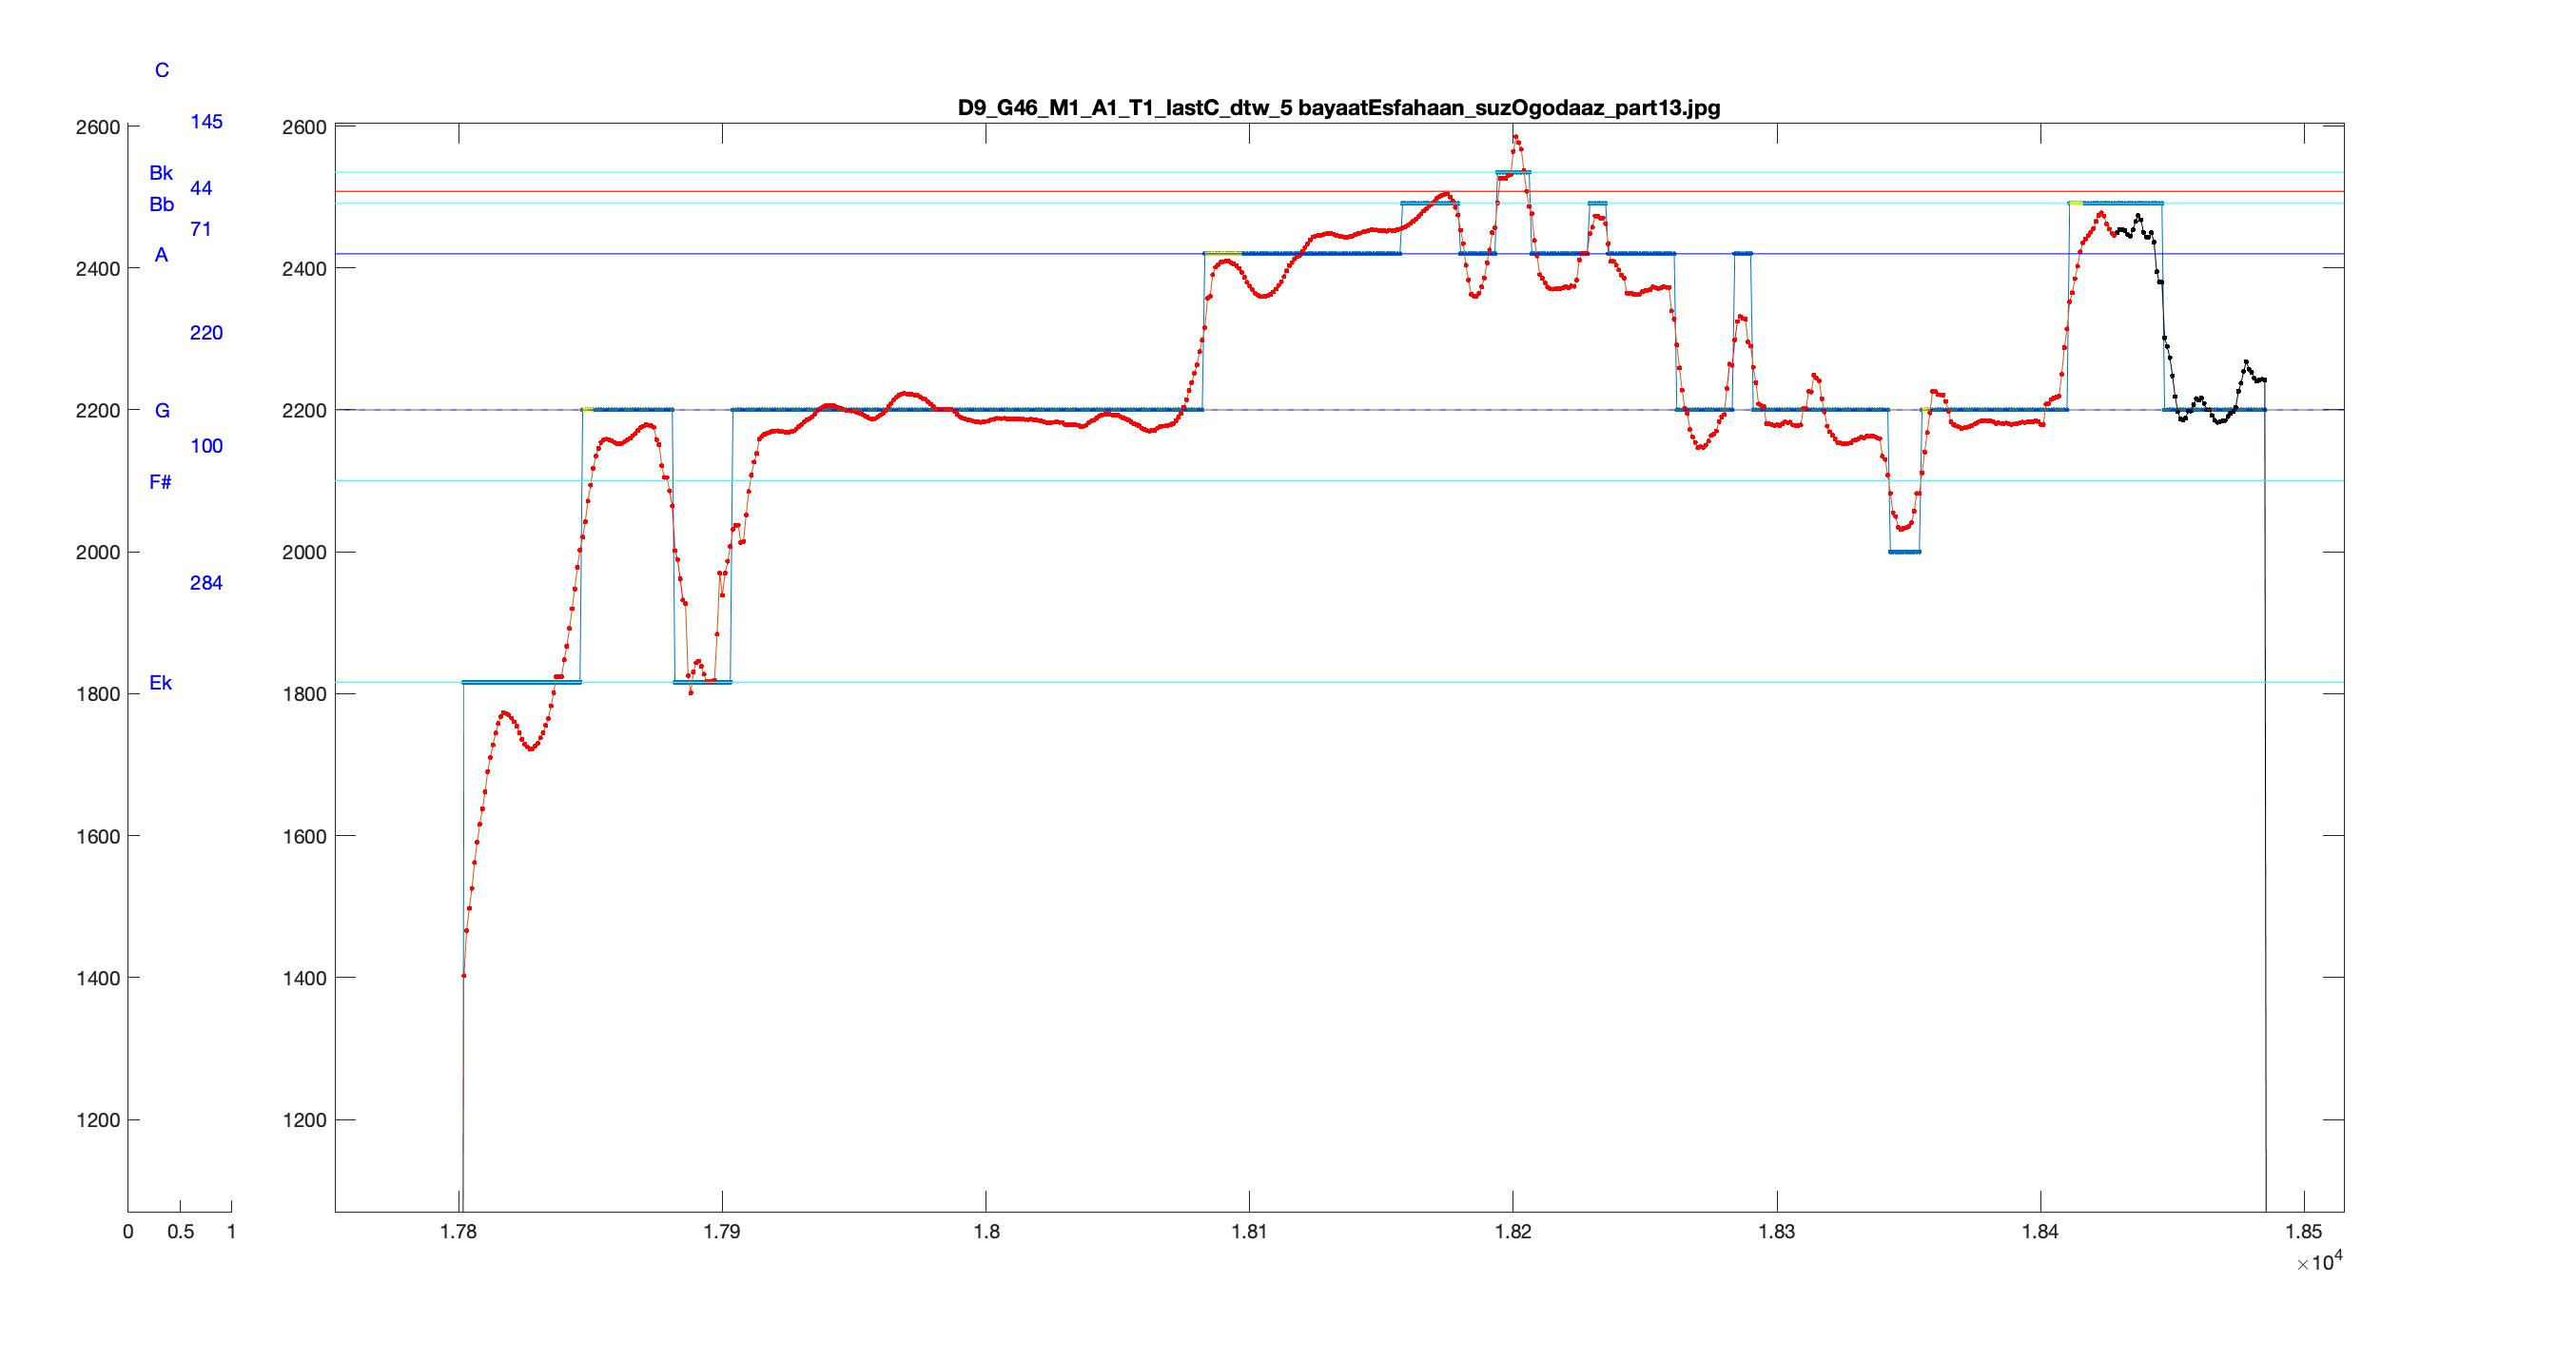 D9_G46_M1_A1_T1_lastC_dtw_5 bayaatEsfahaan_suzOgodaaz_part13.jpg
C
145
Bk
44
Bb
71
A
220
G
100
F#
284
Ek
2600
2400
2200
2000
1800
1600
1400
1200
0 0.5 1
2600
2400
2200
2000
1800
1600
1400
1200
1.78 1.79 1.8 1.81 1.82 1.83 1.84 1.85
×10⁴